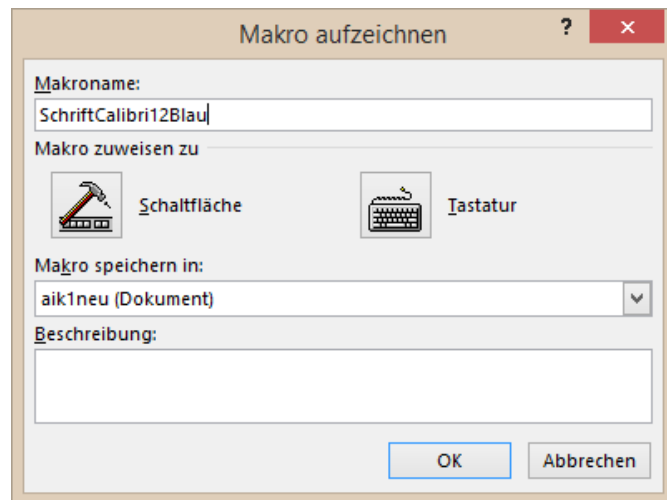 Makro aufzeichnen ? ×
Makroname:
SchriftCalibri12Blau
Makro zuweisen zu
Schaltfläche Tastatur
Makro speichern in:
aik1neu (Dokument)
Beschreibung:
OK Abbrechen